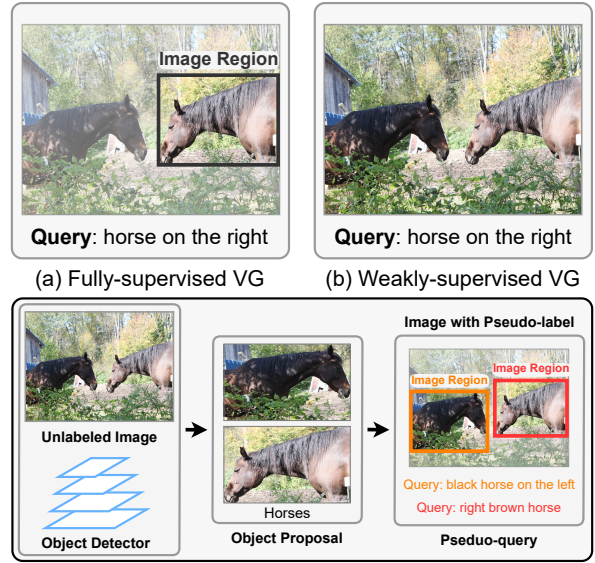 Image Region
Query: horse on the right
(a) Fully-supervised VG
Query: horse on the right
(b) Weakly-supervised VG
Unlabeled Image
Object Detector
Horses
Object Proposal
Image with Pseudo-label
Image Region
Image Region
Query: black horse on the left
Query: right brown horse
Pseduo-query